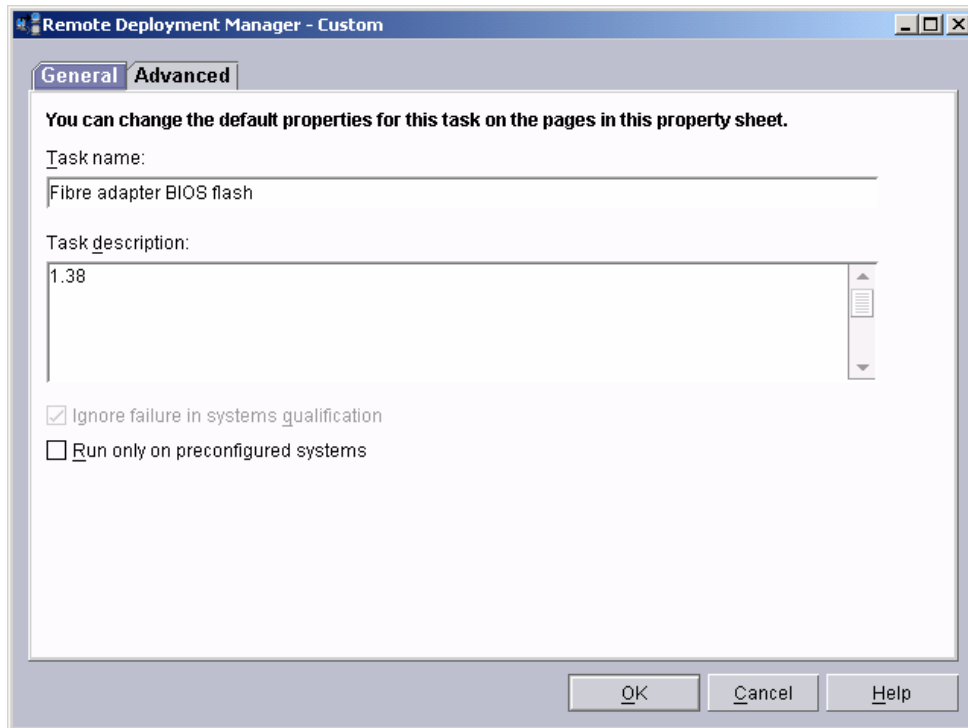 Remote Deployment Manager - Custom
General Advanced
You can change the default properties for this task on the pages in this property sheet.
Task name:
Fibre adapter BIOS flash
Task description:
1.38
Ignore failure in systems qualification
Run only on preconfigured systems
OK Cancel Help